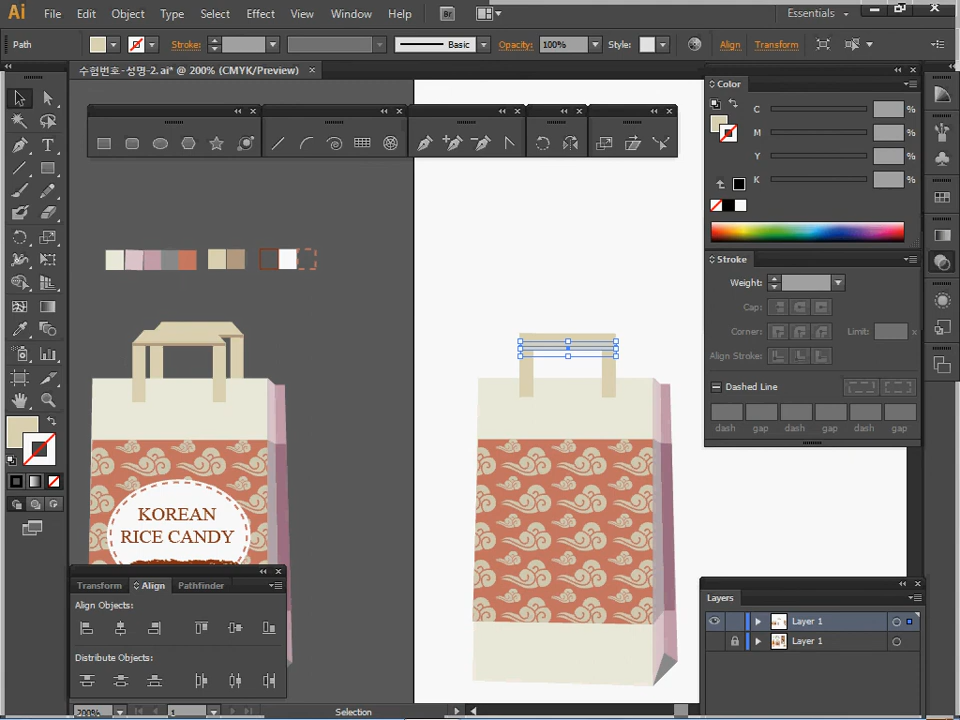 Ai File Edit Object Type Select Effect View Window Help Br Essentials
Path Stroke: Basic Opacity: 100% Style: Align Transform
수험번호-성명-2.ai* @ 200% (CMYK/Preview)
Color
C %
M %
Y %
K %
Stroke
Weight:
Cap:
Corner: Limit: x
Align Stroke:
Dashed Line
dash gap dash gap dash gap
KOREAN
RICE CANDY
Transform Align Pathfinder
Align Objects:
Distribute Objects:
Layers
Layer 1
Layer 1
200% 1 Selection